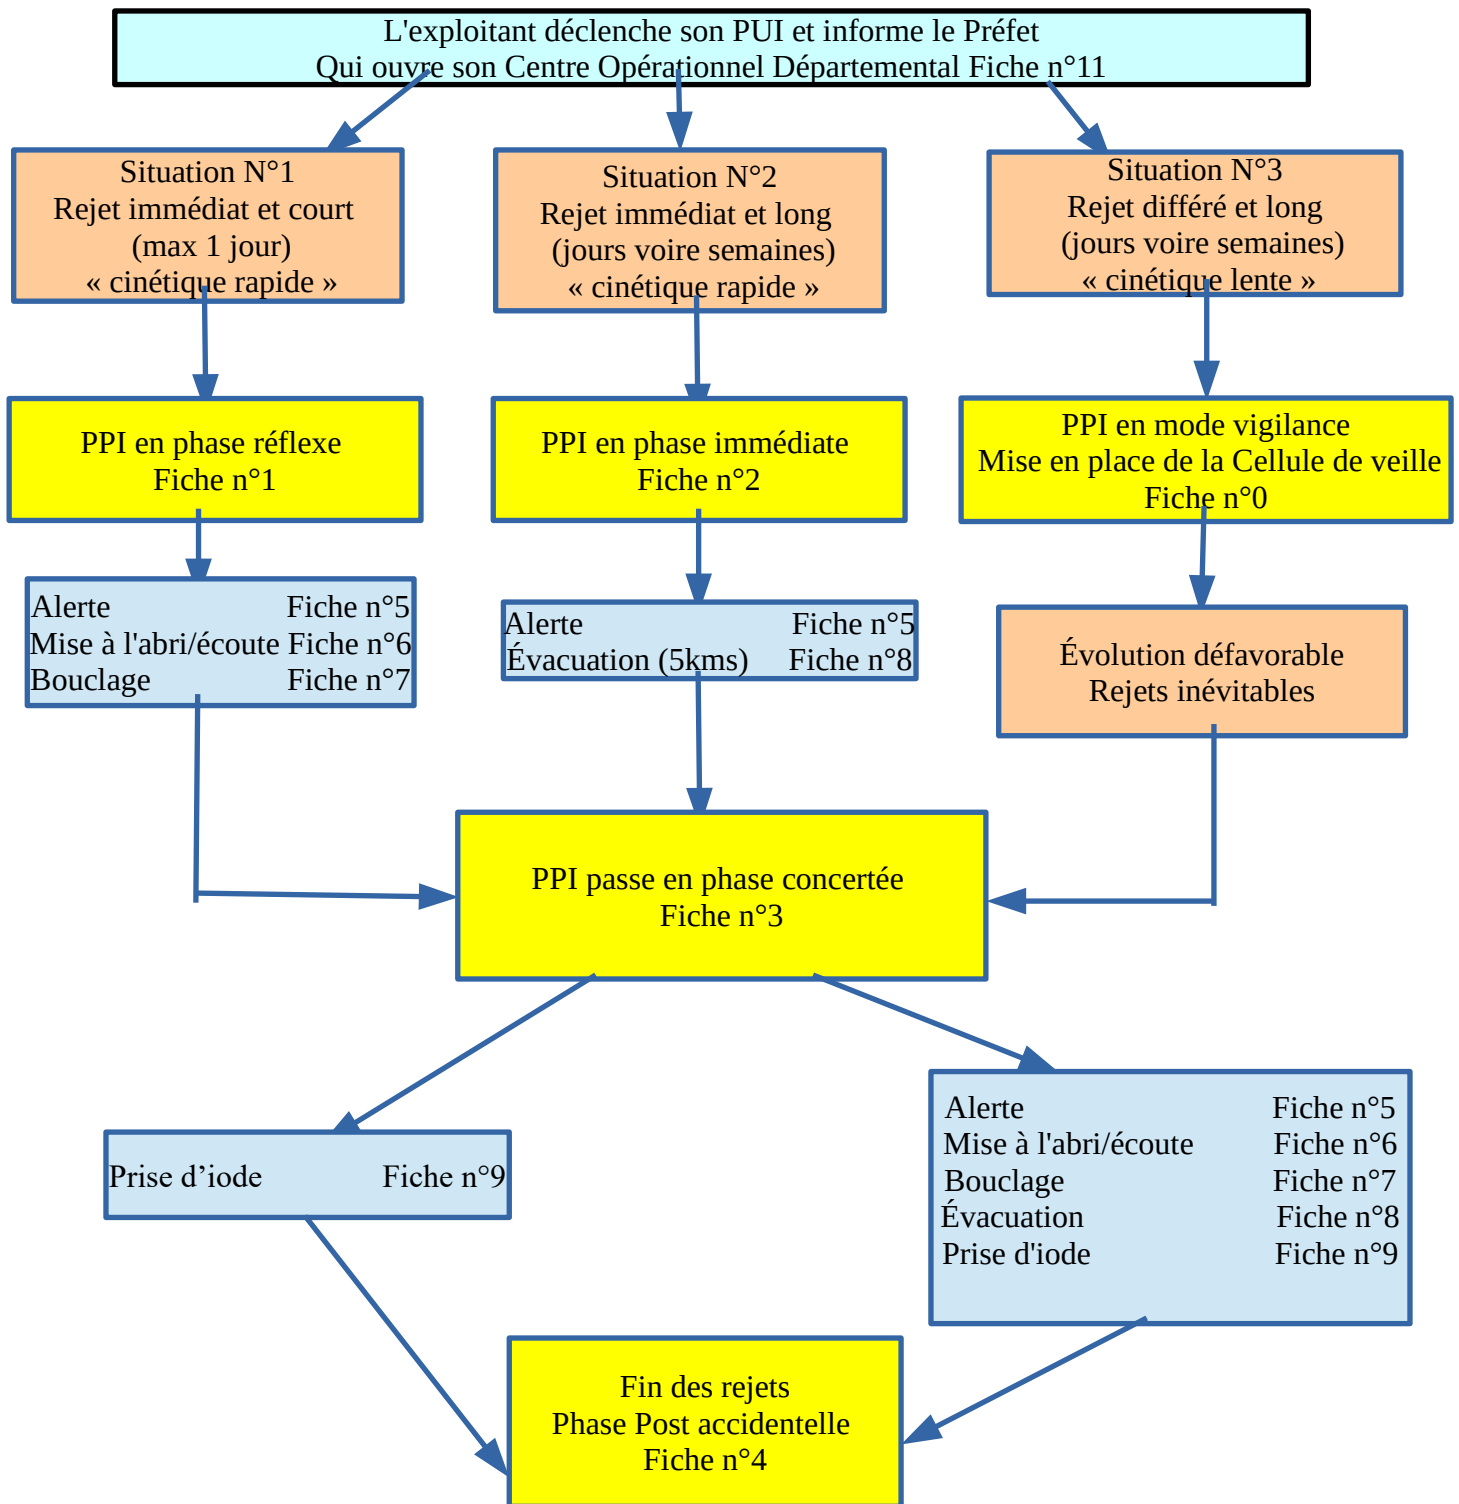 L'exploitant déclenche son PUI et informe le Préfet
Qui ouvre son Centre Opérationnel Départemental Fiche n°11
Situation N°1
Rejet immédiat et court
(max 1 jour)
« cinétique rapide »
Situation N°2
Rejet immédiat et long
(jours voire semaines)
« cinétique rapide »
Situation N°3
Rejet différé et long
(jours voire semaines)
« cinétique lente »
PPI en phase réflexe
Fiche n°1
PPI en phase immédiate
Fiche n°2
PPI en mode vigilance
Mise en place de la Cellule de veille
Fiche n°0
Alerte Fiche n°5
Mise à l'abri/écoute Fiche n°6
Bouclage Fiche n°7
Alerte Fiche n°5
Évacuation (5kms) Fiche n°8
Évolution défavorable
Rejets inévitables
PPI passe en phase concertée
Fiche n°3
Prise d’iode Fiche n°9
Alerte Fiche n°5
Mise à l'abri/écoute Fiche n°6
Bouclage Fiche n°7
Évacuation Fiche n°8
Prise d'iode Fiche n°9
Fin des rejets
Phase Post accidentelle
Fiche n°4